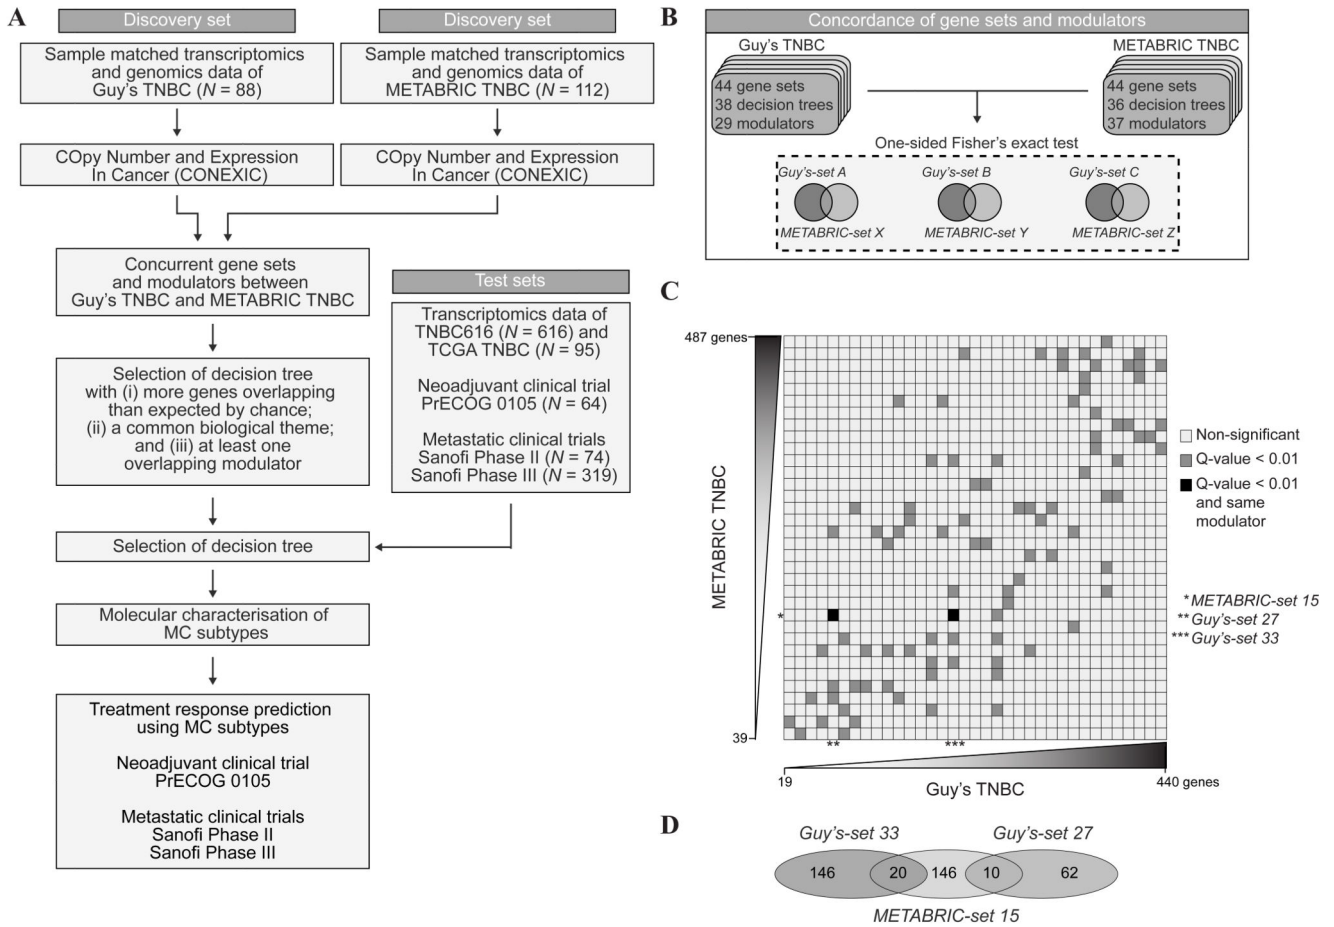 A
Discovery set
Discovery set
Sample matched transcriptomics
and genomics data of
Guy's TNBC (N = 88)
Sample matched transcriptomics
and genomics data of
METABRIC TNBC (N = 112)
COpy Number and Expression
In Cancer (CONEXIC)
COpy Number and Expression
In Cancer (CONEXIC)
Concurrent gene sets
and modulators between
Guy's TNBC and METABRIC TNBC
Selection of decision tree
with (i) more genes overlapping
than expected by chance;
(ii) a common biological theme;
and (iii) at least one
overlapping modulator
Test sets
Transcriptomics data of
TNBC616 (N = 616) and
TCGA TNBC (N = 95)
Neoadjuvant clinical trial
PrECOG 0105 (N = 64)
Metastatic clinical trials
Sanofi Phase II (N = 74)
Sanofi Phase III (N = 319)
Selection of decision tree
Molecular characterisation of
MC subtypes
Treatment response prediction
using MC subtypes
Neoadjuvant clinical trial
PrECOG 0105
Metastatic clinical trials
Sanofi Phase II
Sanofi Phase III
B
Concordance of gene sets and modulators
Guy's TNBC
44 gene sets
38 decision trees
29 modulators
METABRIC TNBC
44 gene sets
36 decision trees
37 modulators
One-sided Fisher's exact test
Guy's-set A
Guy's-set B
Guy's-set C
METABRIC-set X
METABRIC-set Y
METABRIC-set Z
C
487 genes
METABRIC TNBC
39
*
**
***
19
440 genes
Guy's TNBC
Non-significant
Q-value < 0.01
Q-value < 0.01
and same
modulator
*METABRIC-set 15
**Guy's-set 27
***Guy's-set 33
D
Guy's-set 33
Guy's-set 27
146
20
146
10
62
METABRIC-set 15